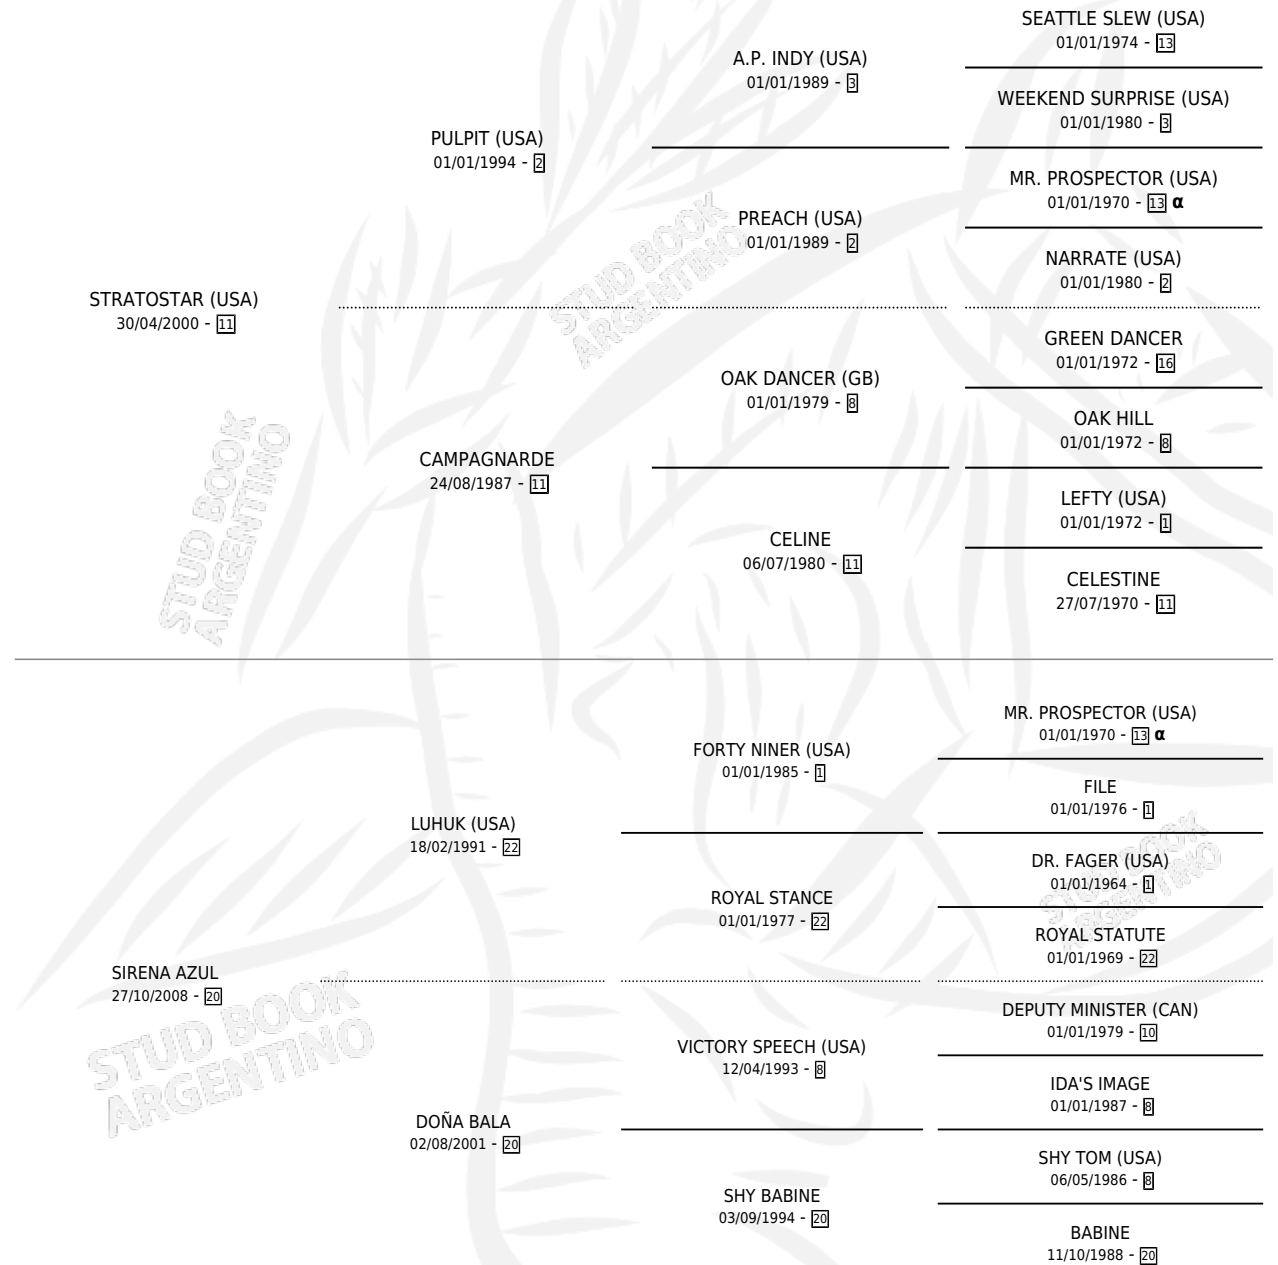 SEATTLE SLEW (USA)
01/01/1974 - 13
A.P. INDY (USA)
01/01/1989 - 3
WEEKEND SURPRISE (USA)
01/01/1980 - 3
PULPIT (USA)
01/01/1994 - 2
MR. PROSPECTOR (USA)
01/01/1970 - 13 α
PREACH (USA)
01/01/1989 - 2
NARRATE (USA)
01/01/1980 - 2
STRATOSTAR (USA)
30/04/2000 - 11
GREEN DANCER
01/01/1972 - 16
OAK DANCER (GB)
01/01/1979 - 8
OAK HILL
01/01/1972 - 8
CAMPAGNARDE
24/08/1987 - 11
LEFTY (USA)
01/01/1972 - 1
CELINE
06/07/1980 - 11
CELESTINE
27/07/1970 - 11
MR. PROSPECTOR (USA)
01/01/1970 - 13 α
FORTY NINER (USA)
01/01/1985 - 1
FILE
01/01/1976 - 1
LUHUK (USA)
18/02/1991 - 22
DR. FAGER (USA)
01/01/1964 - 1
ROYAL STANCE
01/01/1977 - 22
ROYAL STATUTE
01/01/1969 - 22
SIRENA AZUL
27/10/2008 - 20
DEPUTY MINISTER (CAN)
01/01/1979 - 10
VICTORY SPEECH (USA)
12/04/1993 - 8
IDA'S IMAGE
01/01/1987 - 8
DOÑA BALA
02/08/2001 - 20
SHY TOM (USA)
06/05/1986 - 8
SHY BABINE
03/09/1994 - 20
BABINE
11/10/1988 - 20
STUD BOOK
ARGENTINO
STUD BOOK
ARGENTINO
STUD BOOK
ARGENTINO
STUD BOOK
ARGENTINO